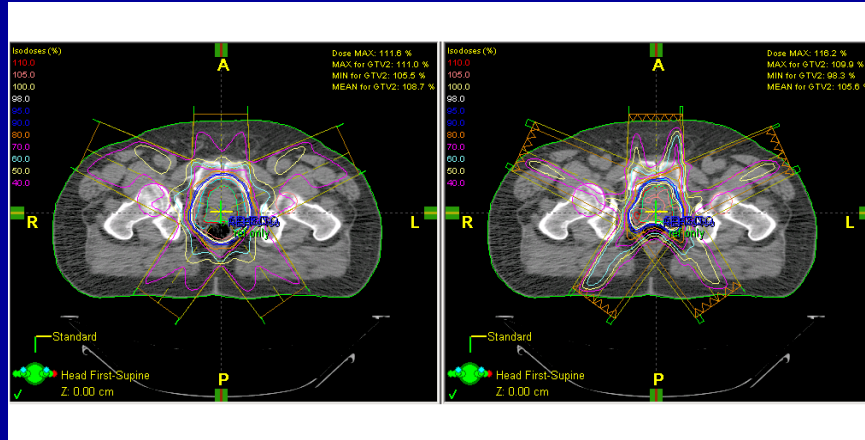 Isodoses (%)
110.0
105.0
100.0
98.0
95.0
90.0
80.0
70.0
60.0
50.0
40.0
Dose MAX: 111.6 %
MAX for GTV2: 111.0 %
MIN for GTV2: 105.5 %
MEAN for GTV2: 108.7 %
A
R
L
ref only
P
Standard
Head First-Supine
Z: 0.00 cm
Isodoses (%)
110.0
105.0
100.0
98.0
95.0
90.0
80.0
70.0
60.0
50.0
40.0
Dose MAX: 116.2 %
MAX for GTV2: 109.9 %
MIN for GTV2: 98.3 %
MEAN for GTV2: 105.6 %
A
R
L
ref only
P
Standard
Head First-Supine
Z: 0.00 cm